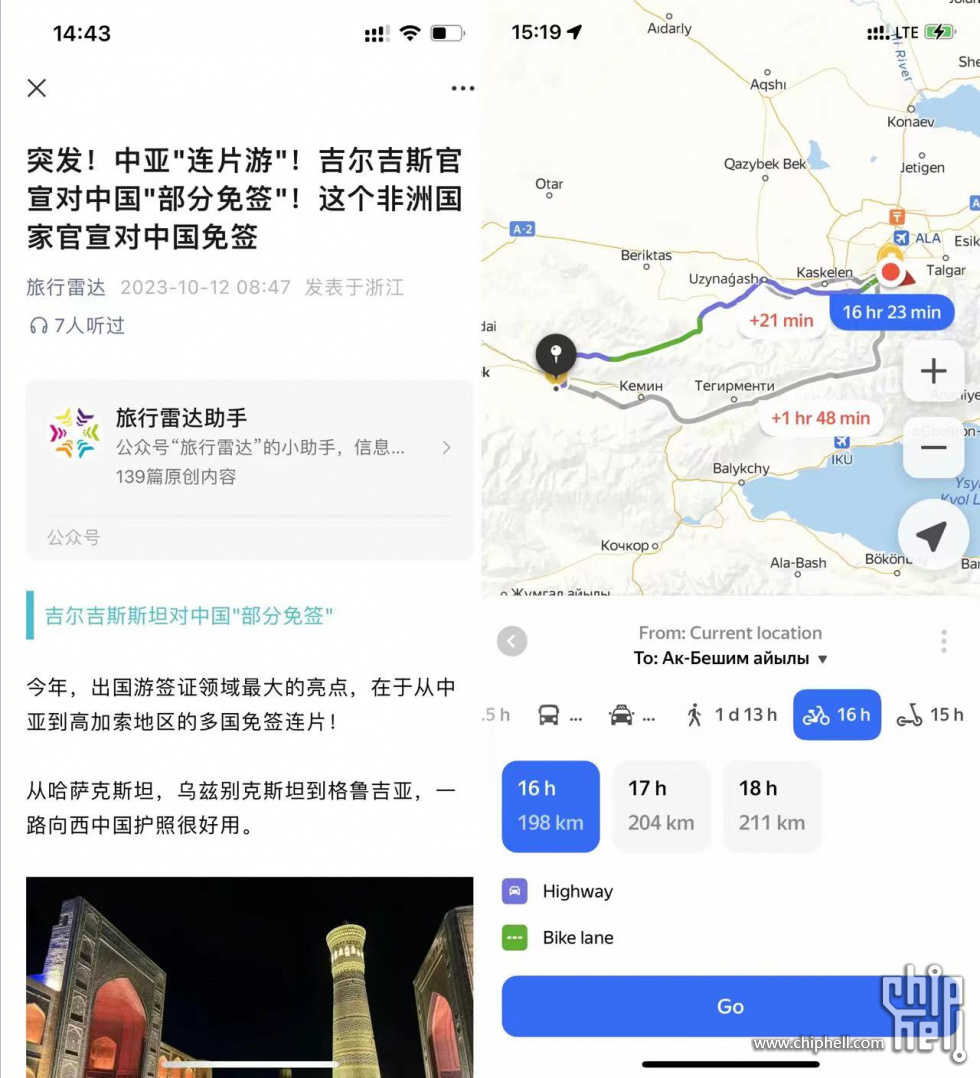 14:43
突发！中亚"连片游"！吉尔吉斯官
宣对中国"部分免签"！这个非洲国
家官宣对中国免签
旅行雷达 2023-10-12 08:47 发表于浙江
7人听过
旅行雷达助手
公众号“旅行雷达”的小助手，信息...
139篇原创内容
公众号
吉尔吉斯斯坦对中国"部分免签"
今年，出国游签证领域最大的亮点，在于从中
亚到高加索地区的多国免签连片！
从哈萨克斯坦，乌兹别克斯坦到格鲁吉亚，一
路向西中国护照很好用。
15:19
LTE
Aıdarly
Ili River
Aqshı
She
Konaev
Qazybek Bek
Jetigen
Otar
A-2
ALA
Esik
Beriktas
Talgar
Uzynaǵash
Kaskelen
16 hr 23 min
+21 min
dai
k
Кемин
Тегирменти
+1 hr 48 min
IKU
Balykchy
Ysy
Kyol L
Кочкор
Ala-Bash
Bökönb
Bar
Жумгал айылы
From: Current location
To: Ак-Бешим айылы ▼
.5 h
...
...
1 d 13 h
16 h
15 h
16 h
17 h
18 h
198 km
204 km
211 km
Highway
Bike lane
Go
chip
hell
www.chiphell.com